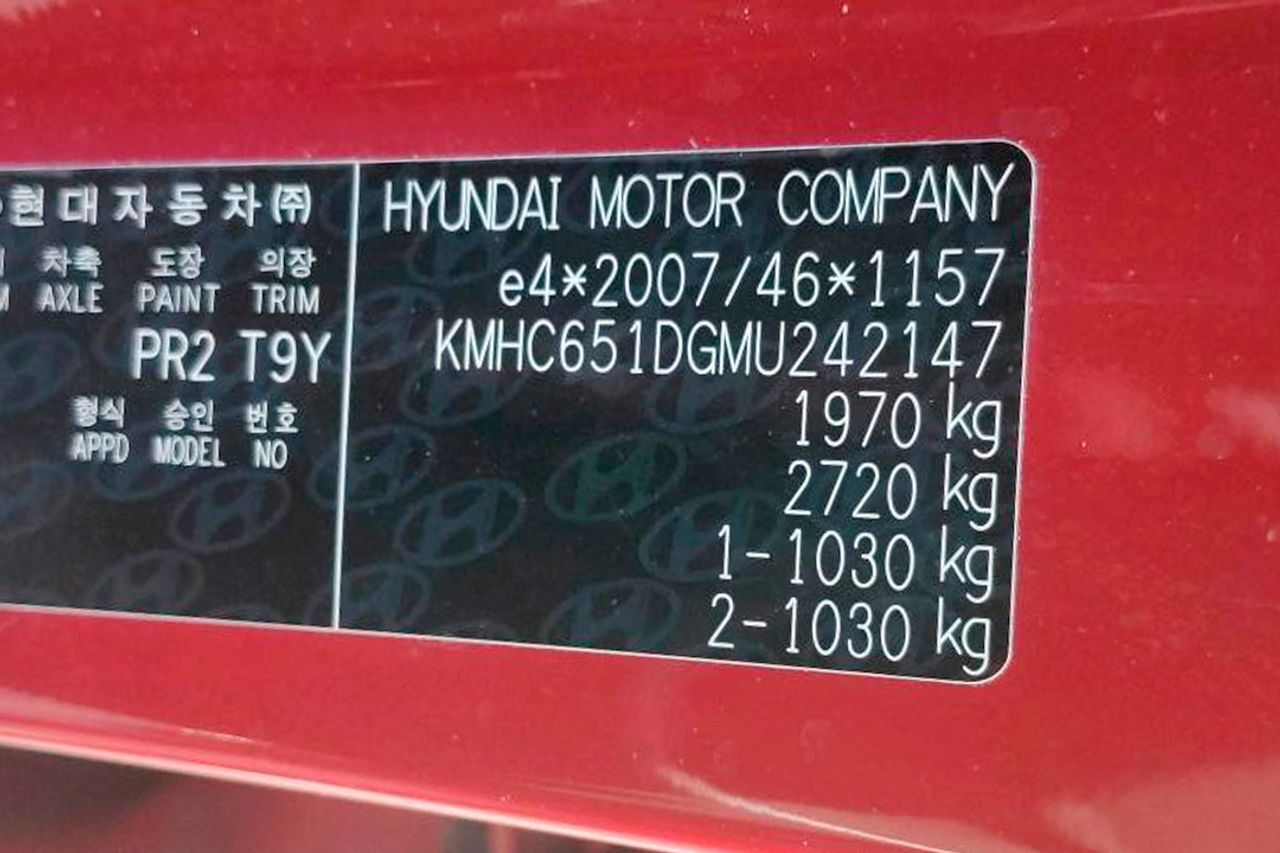 현대자동차(주)
차축 도장 의장
AXLE PAINT TRIM
PR2 T9Y
형식 승인 번호
APPD MODEL NO
HYUNDAI MOTOR COMPANY
e4*2007/46*1157
KMHC651DGMU242147
1970 kg
2720 kg
1-1030 kg
2-1030 kg